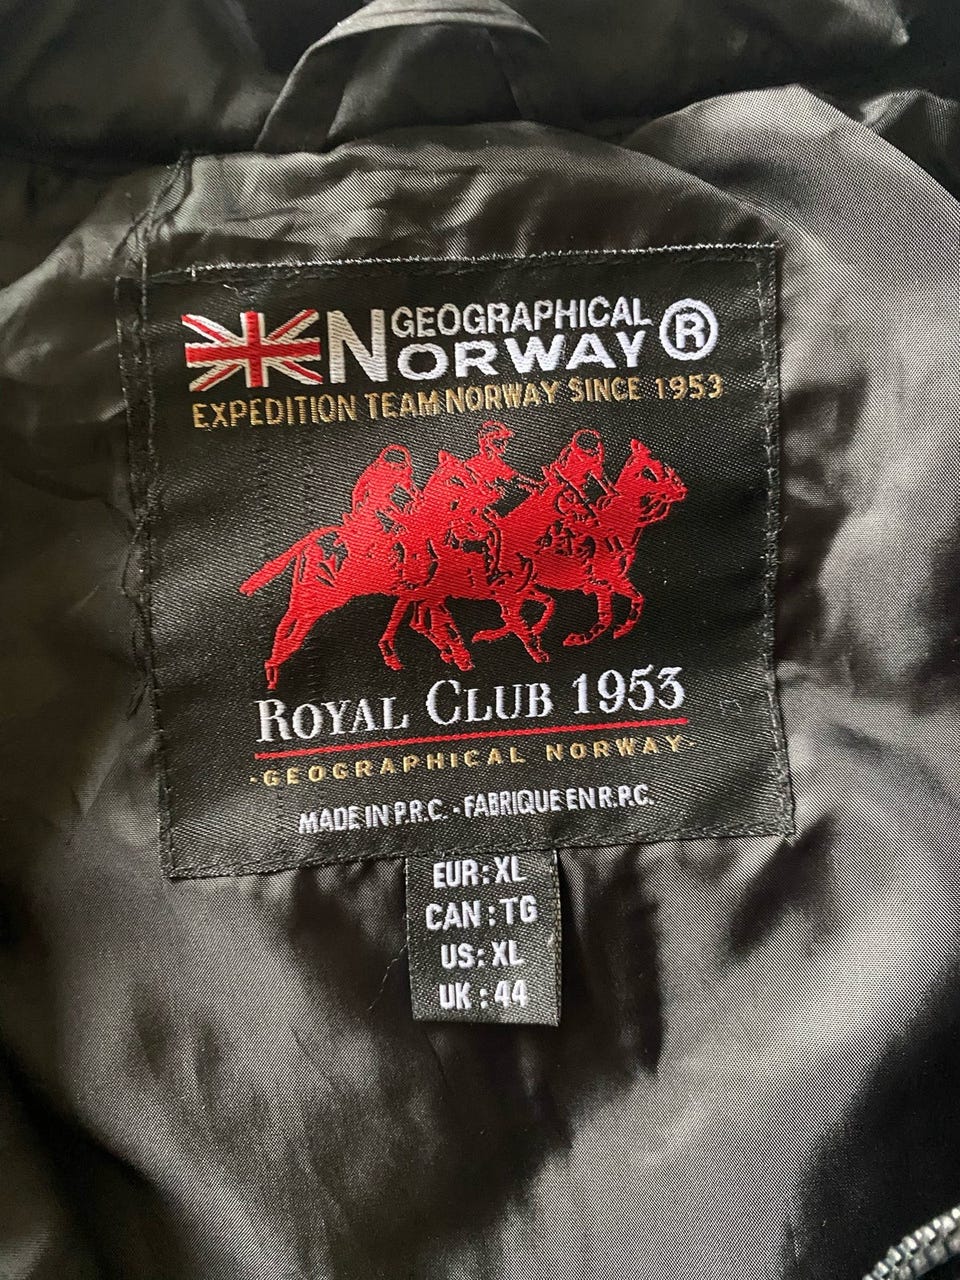 N GEOGRAPHICAL
NORWAY ®
EXPEDITION TEAM NORWAY SINCE 1953
ROYAL CLUB 1953
-GEOGRAPHICAL NORWAY-
MADE IN P.R.C. - FABRIQUE EN R.P.C.
EUR: XL
CAN : TG
US: XL
UK : 44